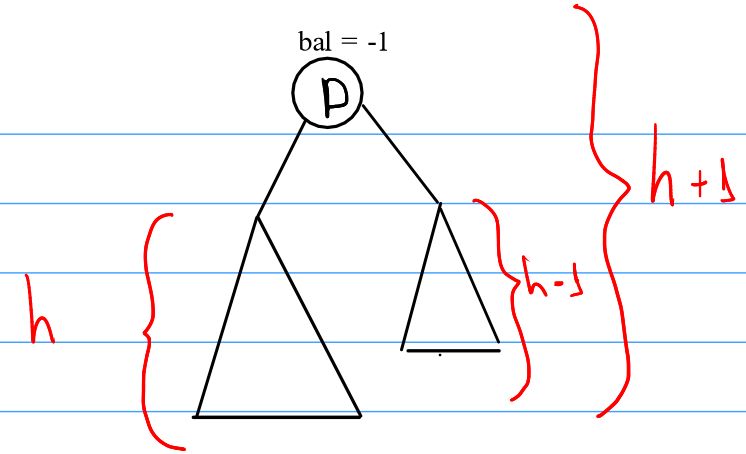 bal = -1
p
h+1
h-1
h